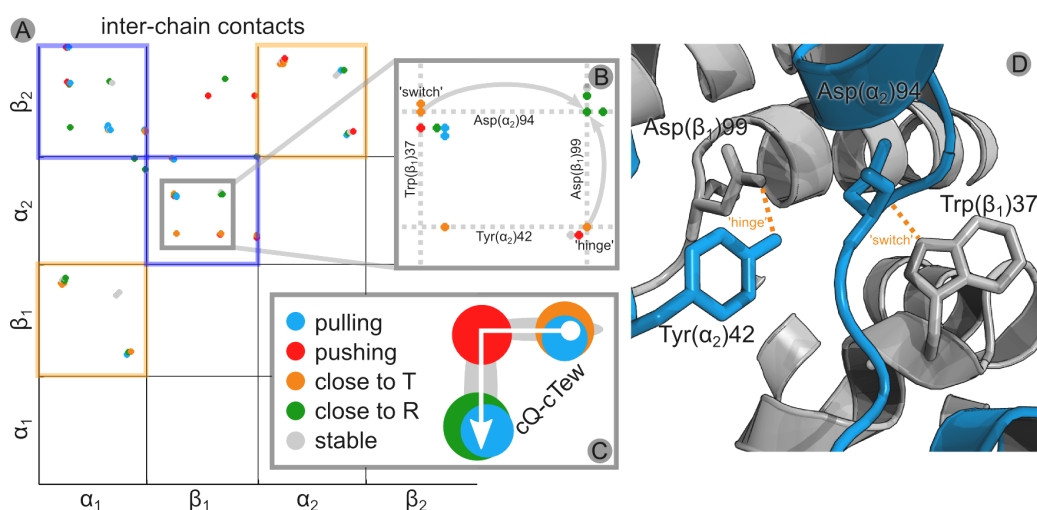 A
inter-chain contacts
β2
α2
β1
α1
α1
β1
α2
β2
B
'switch'
Asp(α2)94
Trp(β1)37
Asp(β1)99
Tyr(α2)42
'hinge'
pulling
pushing
close to T
close to R
stable
cQ-cTew
C
D
Asp(α2)94
Asp(β1)99
Trp(β1)37
'hinge'
'switch'
Tyr(α2)42